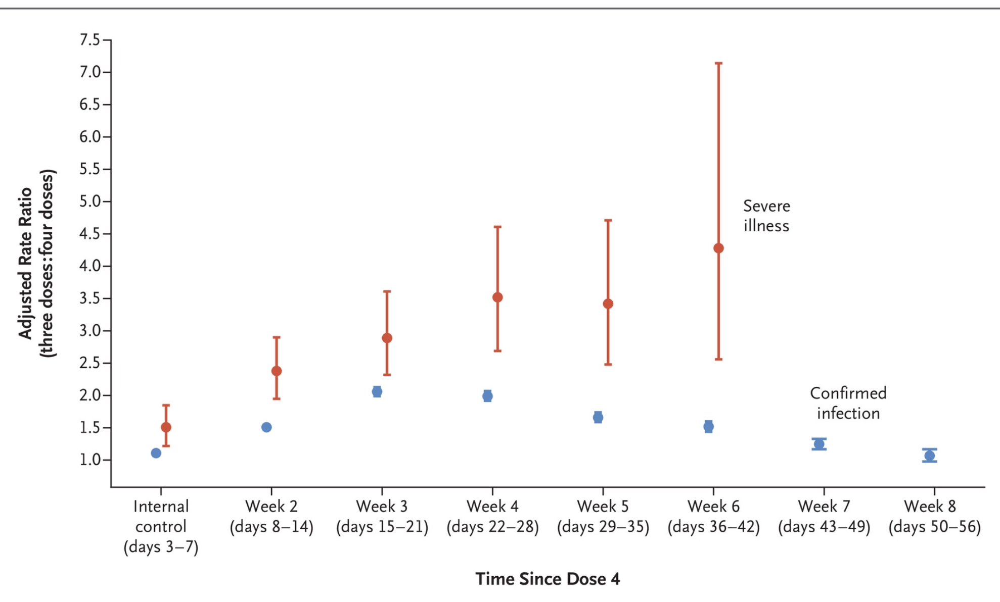 7.5
7.0
6.5
6.0
5.5
5.0
4.5
4.0
3.5
3.0
2.5
2.0
1.5
1.0
Adjusted Rate Ratio
(three doses:four doses)
Severe
illness
Confirmed
infection
Internal
control
(days 3–7)
Week 2
(days 8–14)
Week 3
(days 15–21)
Week 4
(days 22–28)
Week 5
(days 29–35)
Week 6
(days 36–42)
Week 7
(days 43–49)
Week 8
(days 50–56)
Time Since Dose 4